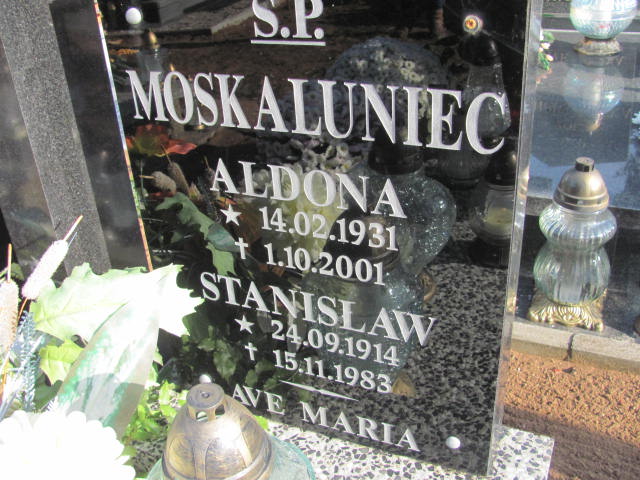 Ś.P.
MOSKALUNIEC
ALDONA
★ 14.02.1931
✝ 1.10.2001
STANISŁAW
★ 24.09.1914
✝ 15.11.1983
AVE MARIA